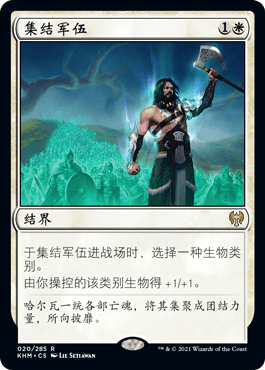 集结军伍 1
结界
于集结军伍进战场时，选择一种生物类
别。
由你操控的该类别生物得 +1/+1。
哈尔瓦一统各部亡魂，将其集聚成团结力
量，所向披靡。
020/285 R
KHM • CS Lie Setiawan
™ & © 2021 Wizards of the Coast